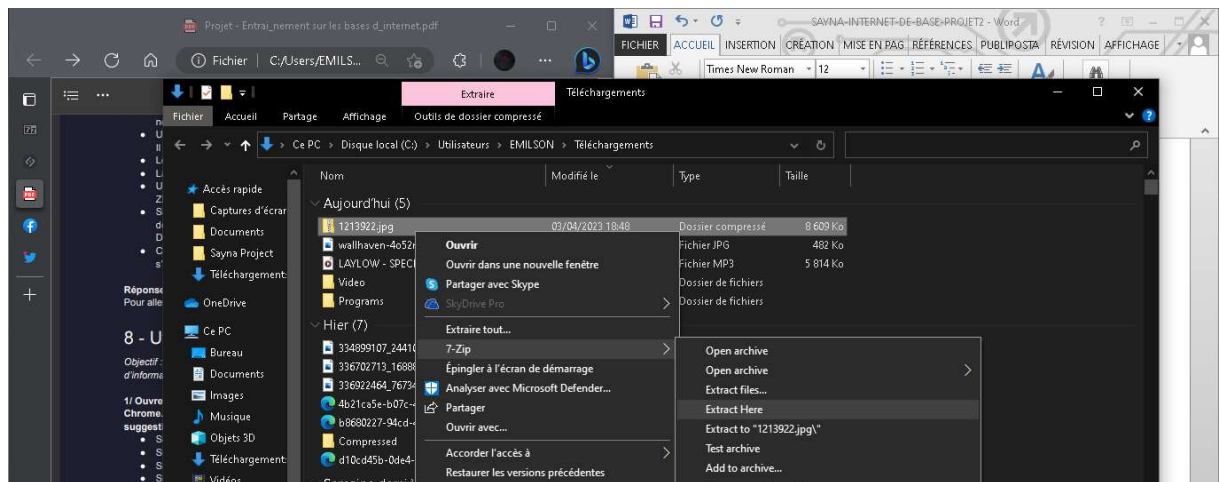 Projet - Entrai_nement sur les bases d_internet.pdf
SAYNA-INTERNET-DE-BASE-PROJET2 - Word
FICHIER ACCUEIL INSERTION CRÉATION MISE EN PAG RÉFÉRENCES PUBLIPOSTA RÉVISION AFFICHAGE
Fichier C:/Users/EMILS...
Times New Roman 12
Extraire Téléchargements
Fichier Accueil Partage Affichage Outils de dossier compressé
Ce PC > Disque local (C:) > Utilisateurs > EMILSON > Téléchargements
Nom Modifié le Type Taille
Accès rapide
Captures d'écran
Documents
Sayna Project
Téléchargement
OneDrive
Ce PC
Bureau
Documents
Images
Musique
Objets 3D
Téléchargement
Vidéos
Aujourd'hui (5)
1213922.jpg 03/04/2023 18:48 Dossier compressé 8 609 Ko
wallhaven-4o52r Fichier JPG 482 Ko
LAYLOW - SPECI Fichier MP3 5 814 Ko
Video Dossier de fichiers
Programs Dossier de fichiers
Hier (7)
334899107_24410
336702713_16888
336922464_76734
4b21ca5e-b07c-4
b8680227-94cd-4
Compressed
d10cd45b-0de4-
Ouvrir
Ouvrir dans une nouvelle fenêtre
Partager avec Skype
SkyDrive Pro
Extraire tout...
7-Zip
Épingler à l'écran de démarrage
Analyser avec Microsoft Defender...
Partager
Ouvrir avec...
Accorder l'accès à
Restaurer les versions précédentes
Open archive
Open archive
Extract files...
Extract Here
Extract to "1213922.jpg\"
Test archive
Add to archive...
Réponse
Pour alle
8 - U
Objectif :
d'informa
1/ Ouvre
Chrome.
suggesti